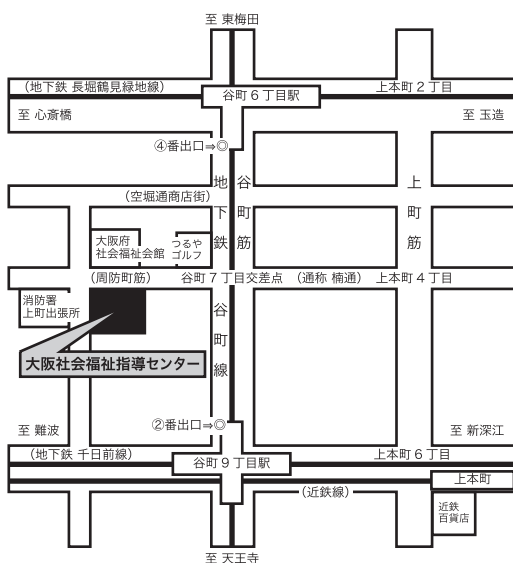 至 東梅田
(地下鉄 長堀鶴見緑地線)
上本町2丁目
谷町6丁目駅
至 心斎橋
至 玉造
④番出口⇒◎
地下鉄
谷町筋
上町筋
(空堀通商店街)
大阪府
社会福祉会館
つるや
ゴルフ
(周防町筋)
谷町7丁目交差点
(通称 楠通)
上本町4丁目
消防署
上町出張所
谷町線
大阪社会福祉指導センター
②番出口⇒◎
至 難波
至 新深江
(地下鉄 千日前線)
上本町6丁目
谷町9丁目駅
上本町
(近鉄線)
近鉄
百貨店
至 天王寺